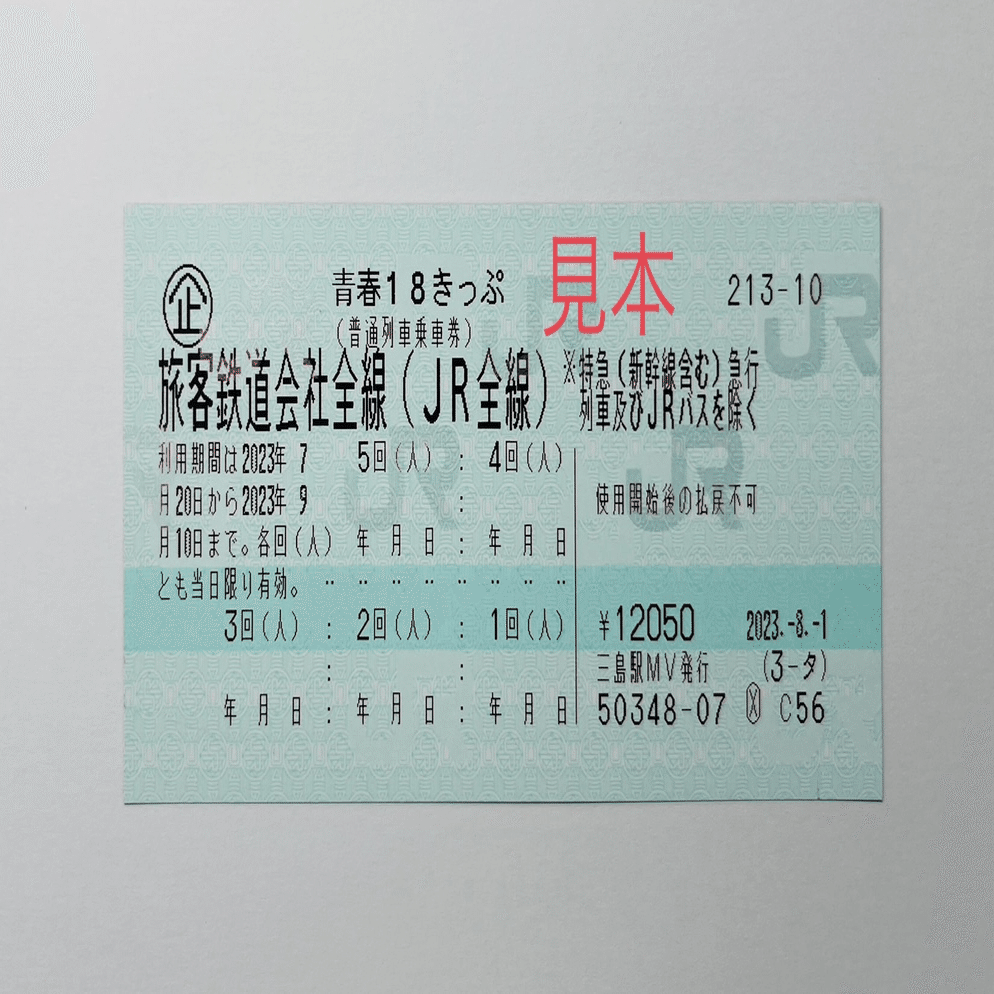 企 青春18きっぷ 見本 213-10
(普通列車乗車券)
旅客鉄道会社全線(JR全線) ※特急(新幹線含む)急行
列車及びJRバスを除く
利用期間は2023年 7 5回(人) : 4回(人)
月20日から2023年 9 : 使用開始後の払戻不可
月10日まで。各回(人) 年 月 日 : 年 月 日
とも当日限り有効。 ‥ ‥ ‥ ‥ ‥ ‥ ‥ ‥
3回(人) : 2回(人) : 1回(人) ¥12050 2023.-8.-1
: : 三島駅MV発行 (3-タ)
年 月 日 : 年 月 日 : 年 月 日 50348-07 X C56
JR
JR
JR
JR